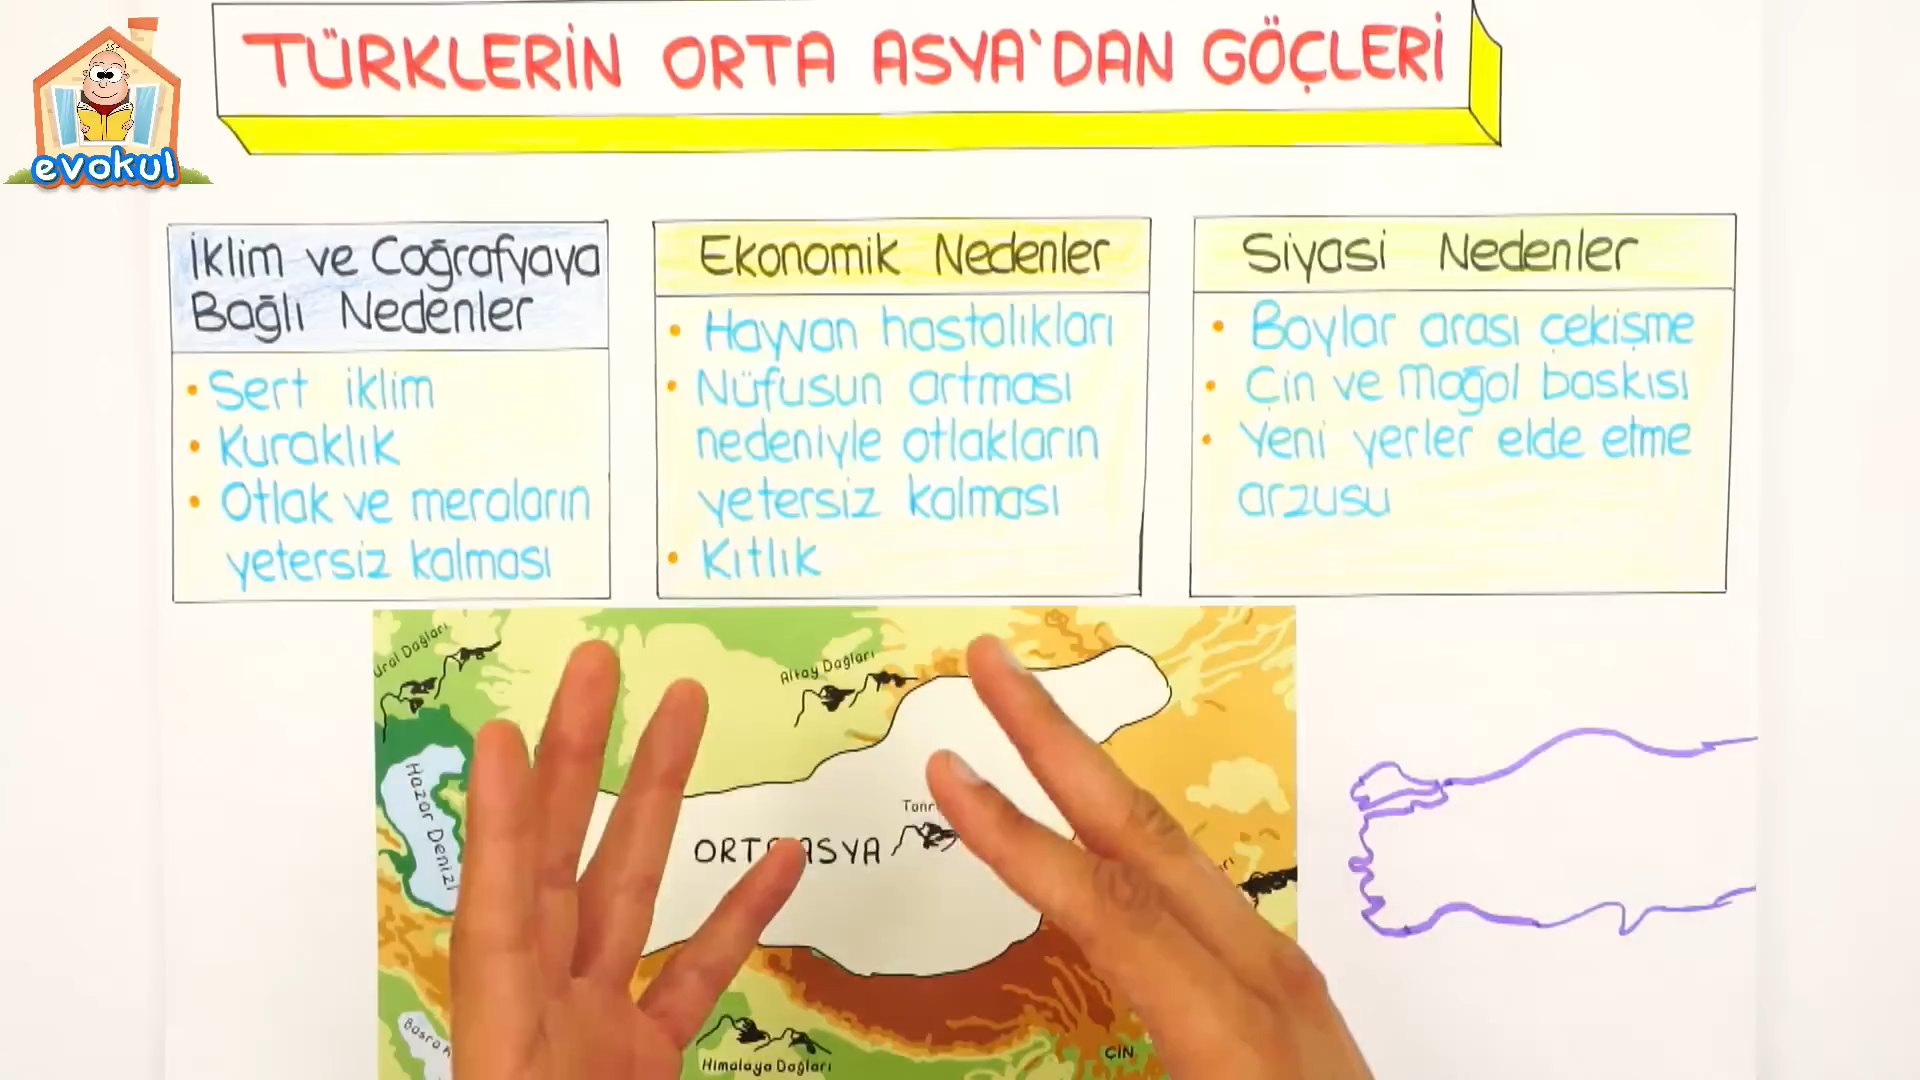 TÜRKLERİN ORTA ASYA'DAN GÖÇLERİ
evokul
İklim ve Coğrafyaya
Bağlı Nedenler
• Sert iklim
• Kuraklık
• Otlak ve meraların
yetersiz kalması
Ekonomik Nedenler
• Hayvan hastalıkları
• Nüfusun artması
nedeniyle otlakların
yetersiz kalması
• Kıtlık
Siyasi Nedenler
• Boylar arası çekişme
• Çin ve Moğol baskısı
• Yeni yerler elde etme
arzusu
Ural Dağları
Altay Dağları
Hazar Denizi
ORTA ASYA
Himalaya Dağları
ÇİN